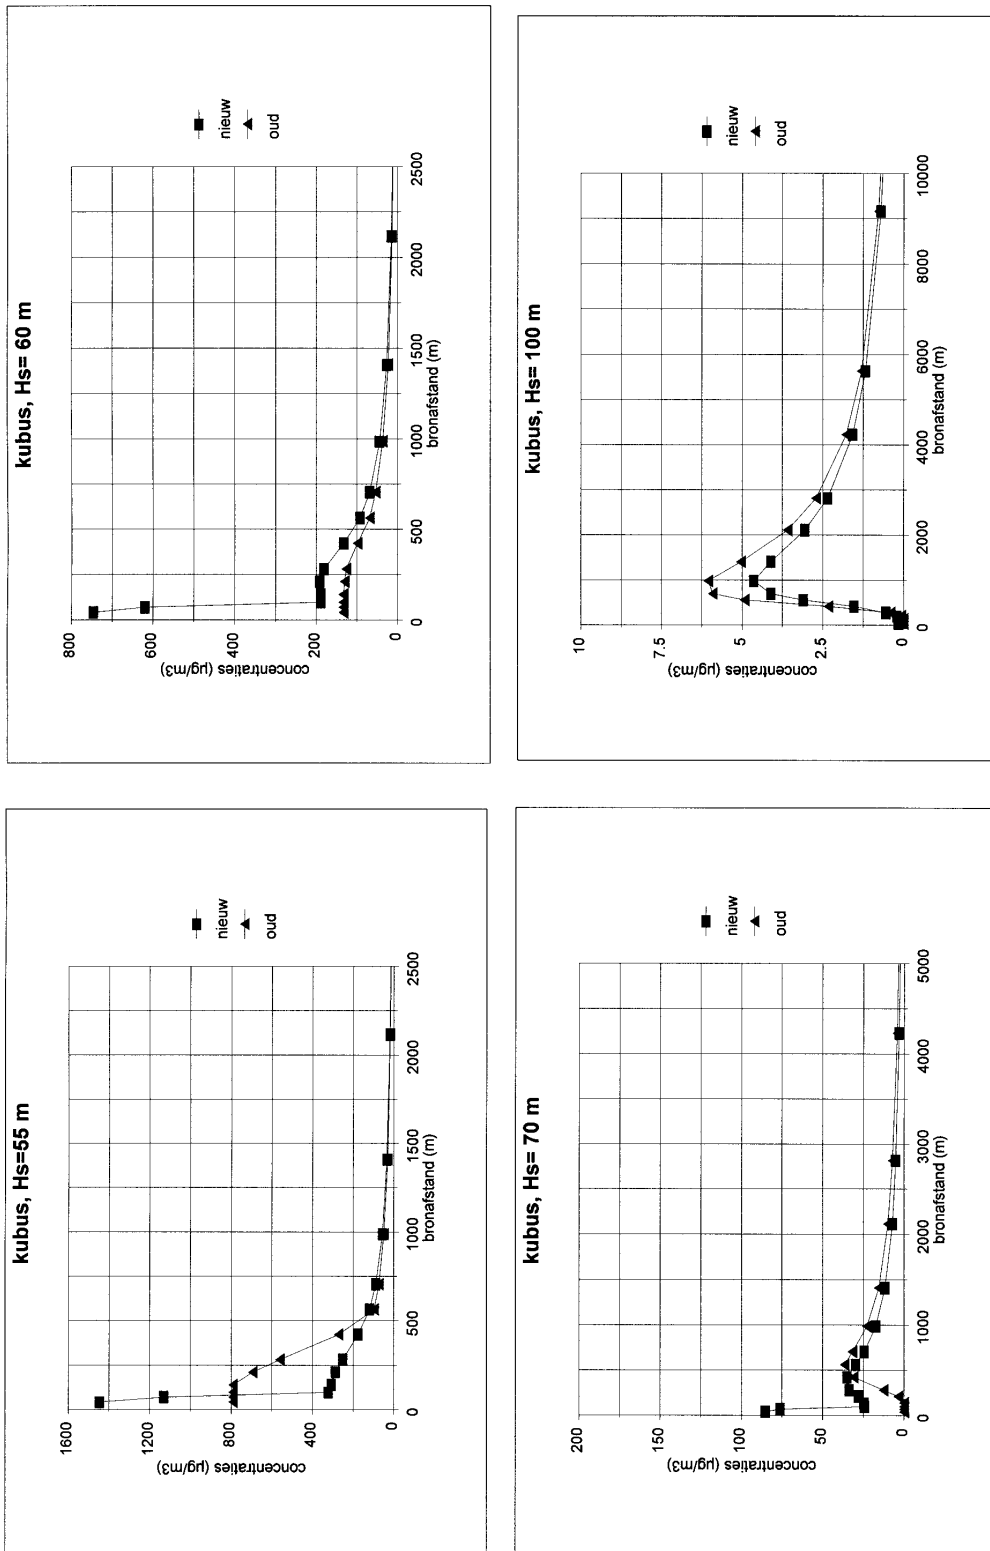 kubus, Hs=55 m
concentraties (µg/m3)
1600
1200
800
400
0
0
500
1000
1500
2000
2500
bronafstand (m)
nieuw
oud
kubus, Hs= 60 m
concentraties (µg/m3)
800
600
400
200
0
0
500
1000
1500
2000
2500
bronafstand (m)
nieuw
oud
kubus, Hs= 70 m
concentraties (µg/m3)
200
150
100
50
0
0
1000
2000
3000
4000
5000
bronafstand (m)
nieuw
oud
kubus, Hs= 100 m
concentraties (µg/m3)
10
7.5
5
2.5
0
0
2000
4000
6000
8000
10000
bronafstand (m)
nieuw
oud